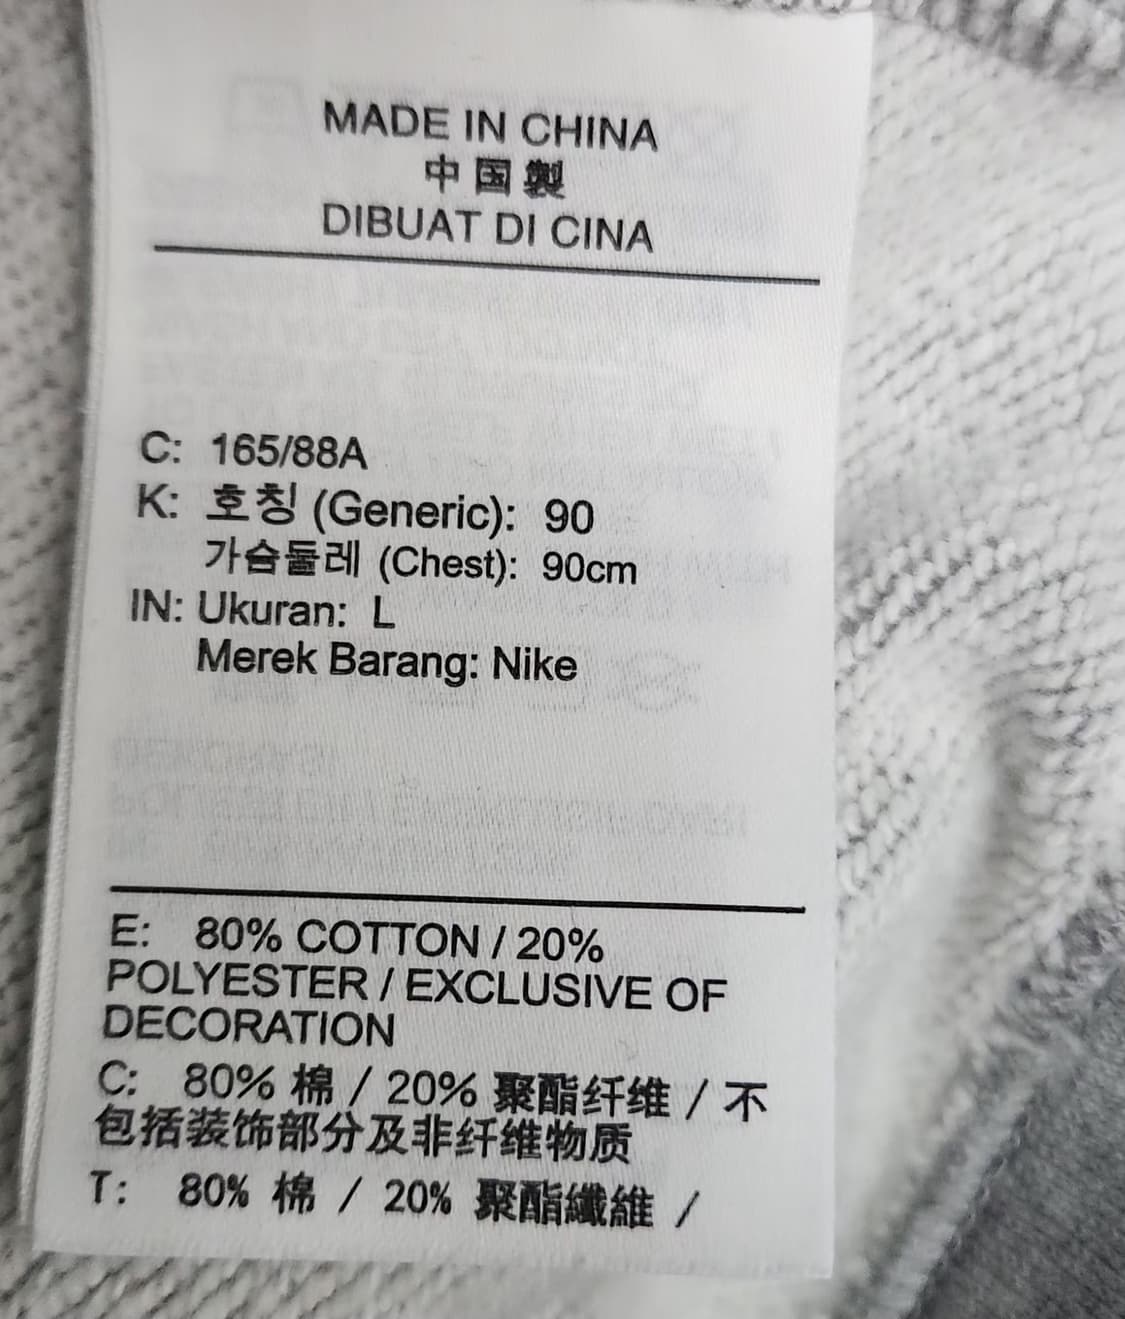 MADE IN CHINA
中国製
DIBUAT DI CINA
C: 165/88A
K: 호칭 (Generic): 90
가슴둘레 (Chest): 90cm
IN: Ukuran: L
Merek Barang: Nike
E: 80% COTTON / 20%
POLYESTER / EXCLUSIVE OF
DECORATION
C: 80% 棉 / 20% 聚酯纤维 / 不
包括装饰部分及非纤维物质
T: 80% 棉 / 20% 聚酯纖維 /